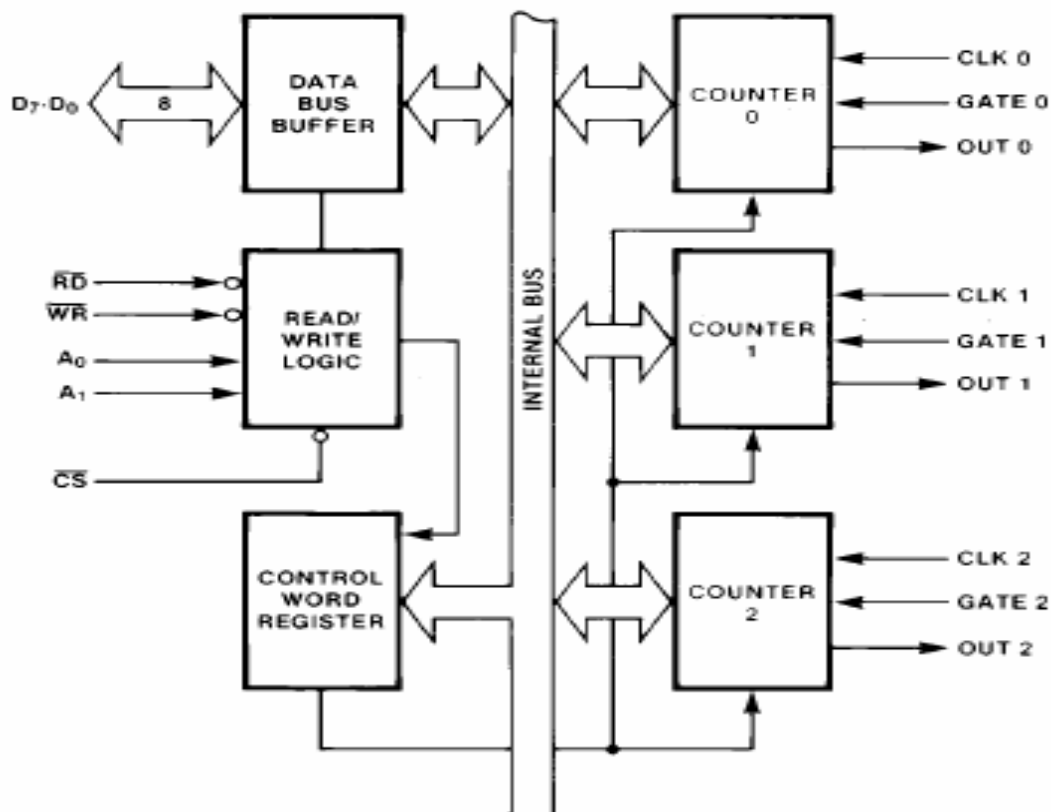 D7-D0
8
DATA
BUS
BUFFER
COUNTER
0
CLK 0
GATE 0
OUT 0
RD
WR
A0
A1
CS
READ/
WRITE
LOGIC
INTERNAL BUS
COUNTER
1
CLK 1
GATE 1
OUT 1
CONTROL
WORD
REGISTER
COUNTER
2
CLK 2
GATE 2
OUT 2